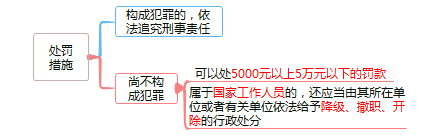 处罚
措施
构成犯罪的，依
法追究刑事责任
尚不构
成犯罪
可以处5000元以上5万元以下的罚款
属于国家工作人员的，还应当由其所在单
位或者有关单位依法给予降级、撤职、开
除的行政处分